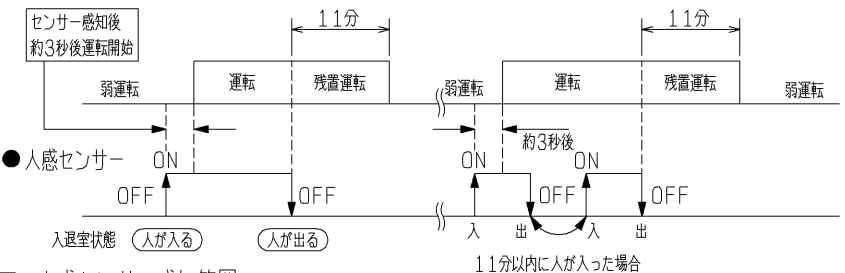 センサー感知後
約3秒後運転開始
11分
11分
弱運転
運転
残置運転
弱運転
運転
残置運転
弱運転
約3秒後
●人感センサー
ON
ON
ON
OFF
OFF
OFF
OFF
入退室状態
人が入る
人が出る
入
出
入
出
11分以内に人が入った場合